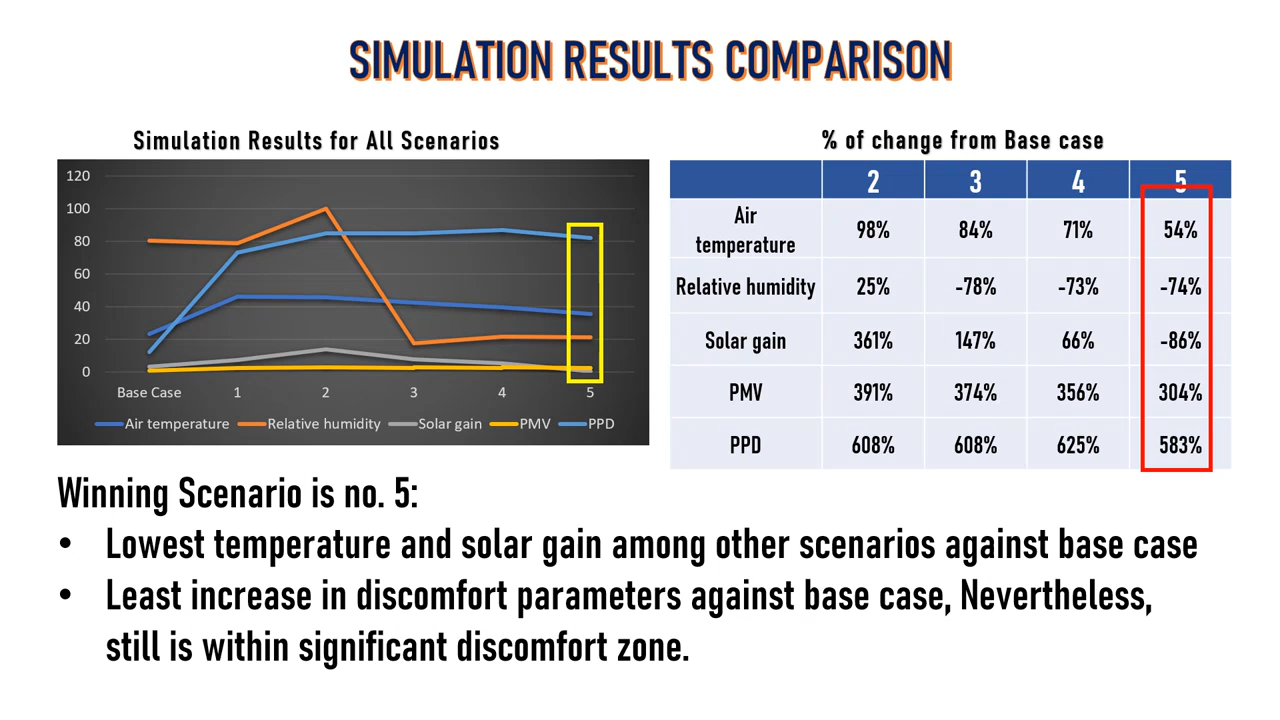 SIMULATION RESULTS COMPARISON
Simulation Results for All Scenarios
120
100
80
60
40
20
0
Base Case 1 2 3 4 5
Air temperature Relative humidity Solar gain PMV PPD
% of change from Base case
2 3 4 5
Air
temperature 98% 84% 71% 54%
Relative humidity 25% -78% -73% -74%
Solar gain 361% 147% 66% -86%
PMV 391% 374% 356% 304%
PPD 608% 608% 625% 583%
Winning Scenario is no. 5:
• Lowest temperature and solar gain among other scenarios against base case
• Least increase in discomfort parameters against base case, Nevertheless,
still is within significant discomfort zone.